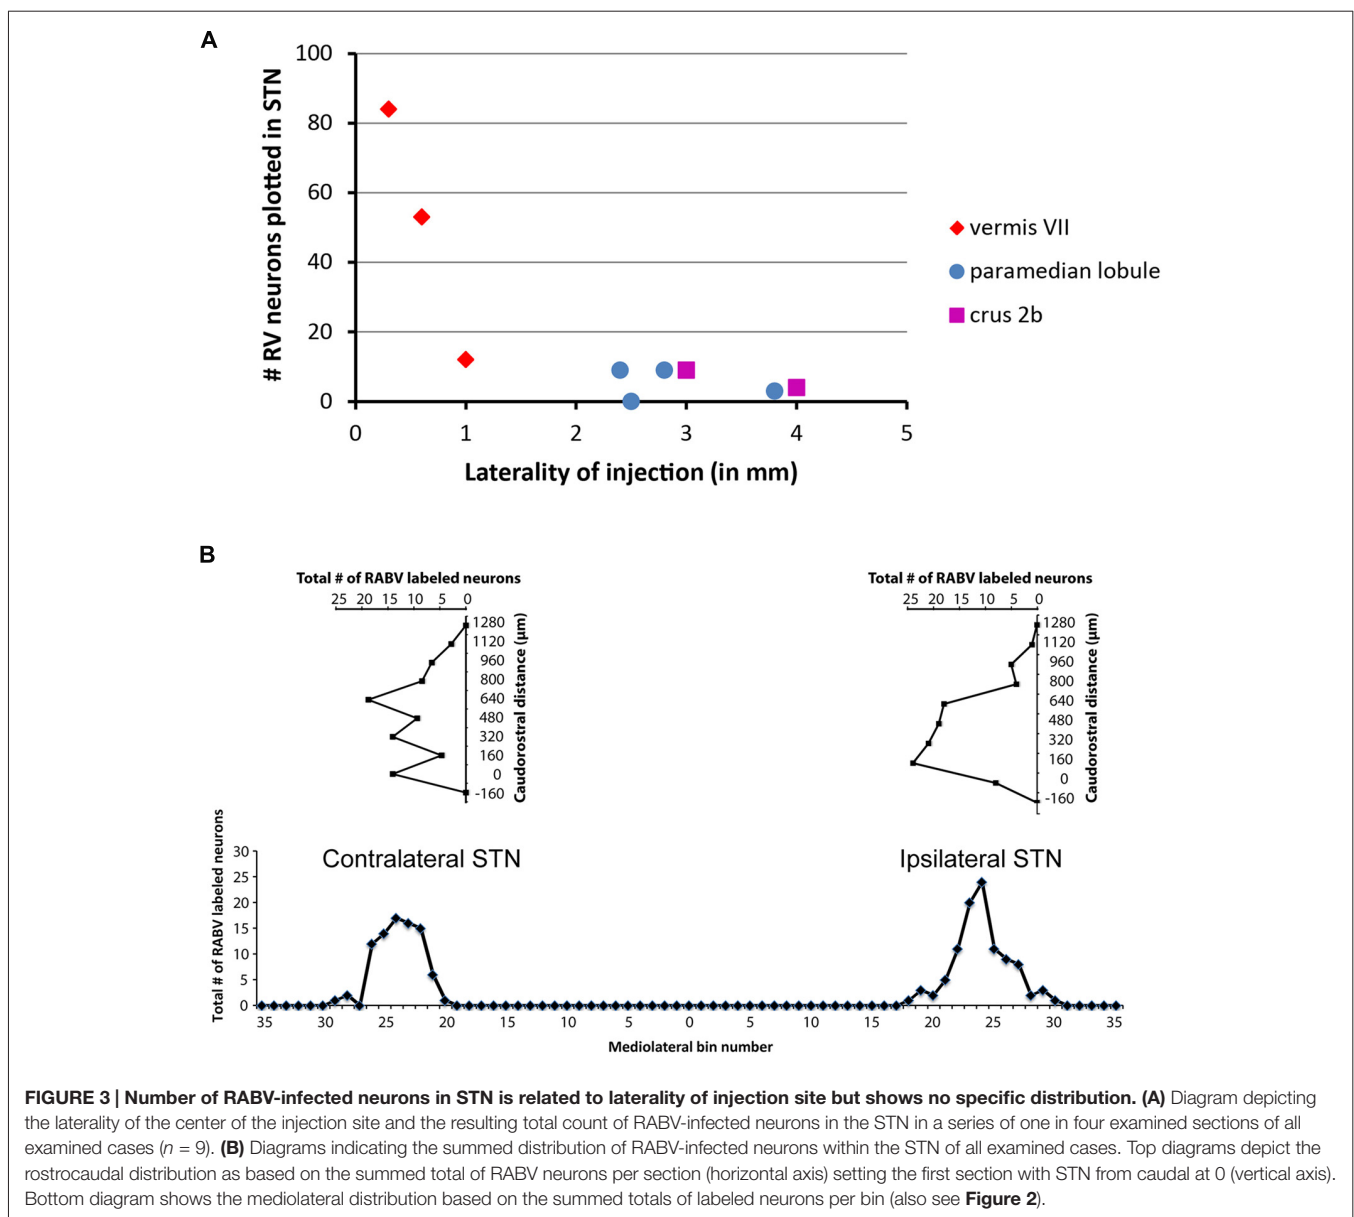 A
# RV neurons plotted in STN
100
80
60
40
20
0
0 1 2 3 4 5
Laterality of injection (in mm)
vermis VII
paramedian lobule
crus 2b
B
Total # of RABV labeled neurons
25 20 15 10 5 0
1280
1120
960
800
640
480
320
160
0
-160
Caudorostral distance (µm)
Total # of RABV labeled neurons
25 20 15 10 5 0
1280
1120
960
800
640
480
320
160
0
-160
Caudorostral distance (µm)
Total # of RABV labeled neurons
30
25
20
15
10
5
0
Contralateral STN
Ipsilateral STN
35 30 25 20 15 10 5 0 5 10 15 20 25 30 35
Mediolateral bin number
FIGURE 3 | Number of RABV-infected neurons in STN is related to laterality of injection site but shows no specific distribution. (A) Diagram depicting
the laterality of the center of the injection site and the resulting total count of RABV-infected neurons in the STN in a series of one in four examined sections of all
examined cases (n = 9). (B) Diagrams indicating the summed distribution of RABV-infected neurons within the STN of all examined cases. Top diagrams depict the
rostrocaudal distribution as based on the summed total of RABV neurons per section (horizontal axis) setting the first section with STN from caudal at 0 (vertical axis).
Bottom diagram shows the mediolateral distribution based on the summed totals of labeled neurons per bin (also see Figure 2).